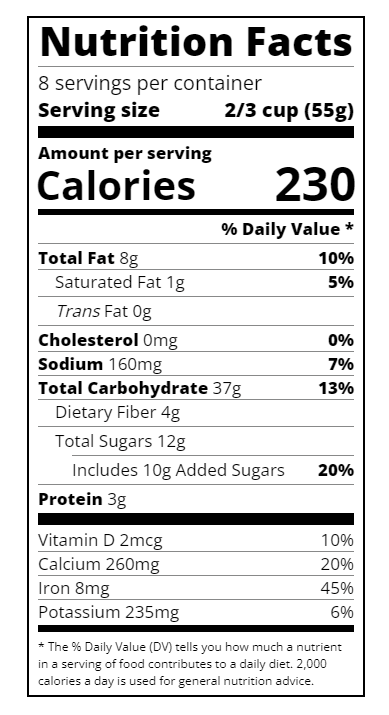 Nutrition Facts
8 servings per container
Serving size 2/3 cup (55g)
Amount per serving
Calories 230
% Daily Value *
Total Fat 8g 10%
Saturated Fat 1g 5%
Trans Fat 0g
Cholesterol 0mg 0%
Sodium 160mg 7%
Total Carbohydrate 37g 13%
Dietary Fiber 4g
Total Sugars 12g
Includes 10g Added Sugars 20%
Protein 3g
Vitamin D 2mcg 10%
Calcium 260mg 20%
Iron 8mg 45%
Potassium 235mg 6%
* The % Daily Value (DV) tells you how much a nutrient
in a serving of food contributes to a daily diet. 2,000
calories a day is used for general nutrition advice.